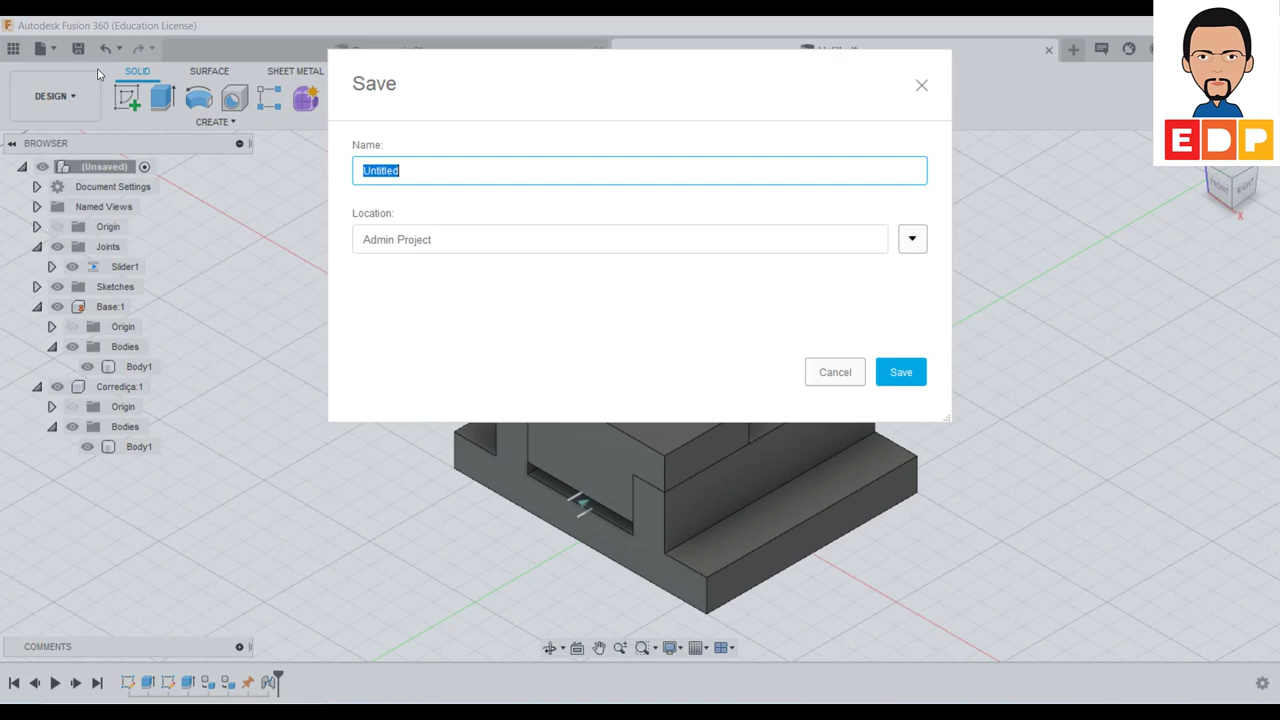 Autodesk Fusion 360 (Education License)
SOLID SURFACE SHEET METAL
DESIGN
CREATE
BROWSER
(Unsaved)
Document Settings
Named Views
Origin
Joints
Slider1
Sketches
Base:1
Origin
Bodies
Body1
Corrediça:1
Origin
Bodies
Body1
Save
Name:
Untitled
Location:
Admin Project
Cancel Save
EDP
FRONT RIGHT
X
COMMENTS